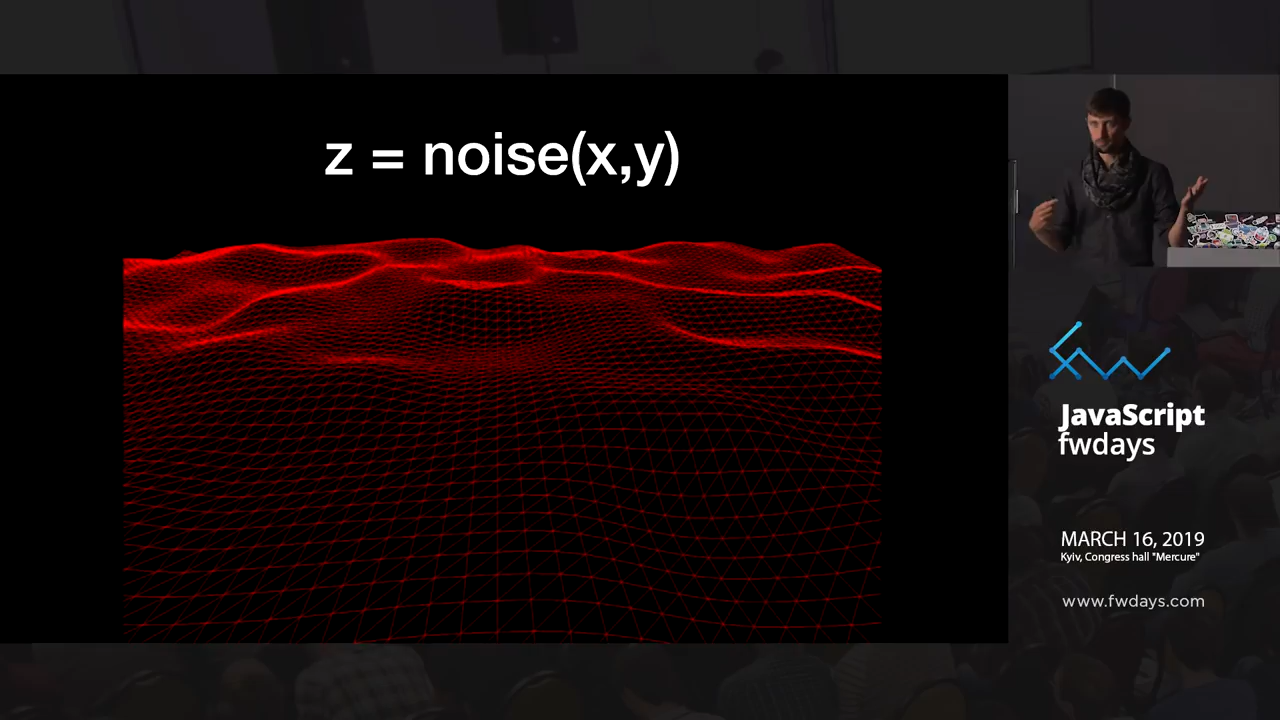 z = noise(x,y)
JavaScript
fwdays
MARCH 16, 2019
Kyiv, Congress hall "Mercure"
www.fwdays.com